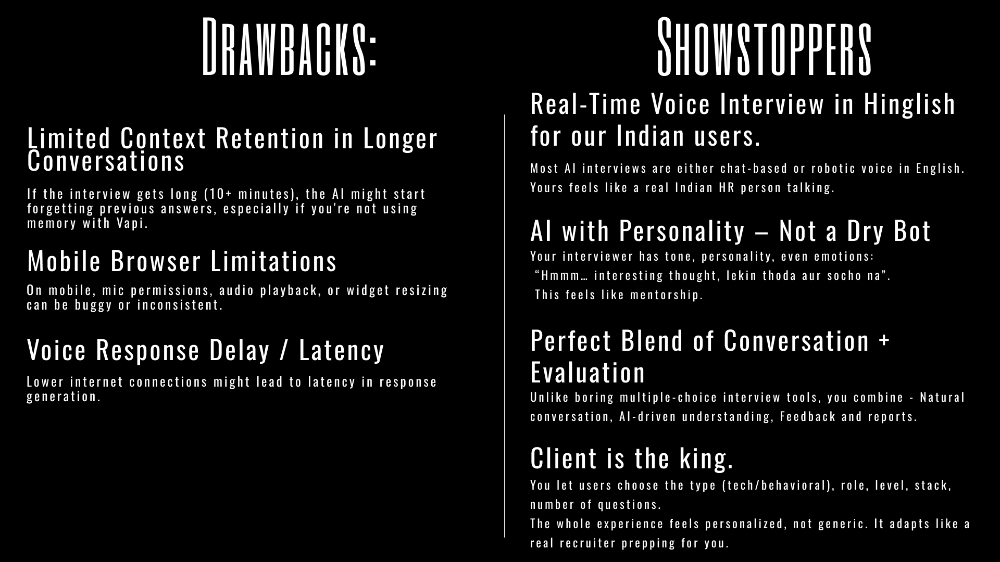 Drawbacks:
Limited Context Retention in Longer
Conversations
If the interview gets long (10+ minutes), the AI might start
forgetting previous answers, especially if you're not using
memory with Vapi.
Mobile Browser Limitations
On mobile, mic permissions, audio playback, or widget resizing
can be buggy or inconsistent.
Voice Response Delay / Latency
Lower internet connections might lead to latency in response
generation.
Showstoppers
Real-Time Voice Interview in Hinglish
for our Indian users.
Most AI interviews are either chat-based or robotic voice in English.
Yours feels like a real Indian HR person talking.
AI with Personality – Not a Dry Bot
Your interviewer has tone, personality, even emotions:
“Hmmm… interesting thought, lekin thoda aur socho na”.
This feels like mentorship.
Perfect Blend of Conversation +
Evaluation
Unlike boring multiple-choice interview tools, you combine - Natural
conversation, AI-driven understanding, Feedback and reports.
Client is the king.
You let users choose the type (tech/behavioral), role, level, stack,
number of questions.
The whole experience feels personalized, not generic. It adapts like a
real recruiter prepping for you.